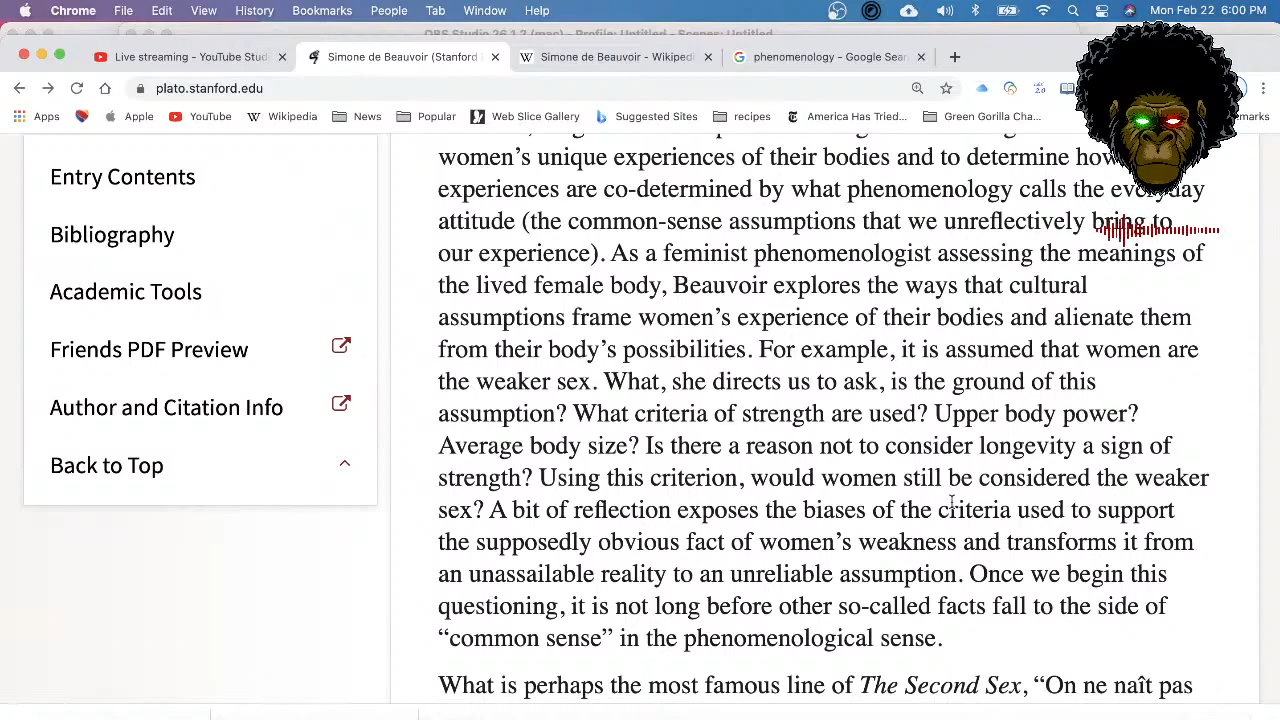 Chrome File Edit View History Bookmarks People Tab Window Help Mon Feb 22 6:00 PM
OBS Studio 26.1.2 (mac) - Profile: Untitled - Scenes: Untitled
Live streaming - YouTube Stud
Simone de Beauvoir (Stanford
Simone de Beauvoir - Wikiped
phenomenology - Google Sear
plato.stanford.edu
2.0
Apps Apple YouTube Wikipedia News Popular Web Slice Gallery Suggested Sites recipes America Has Tried... Green Gorilla Cha...
Entry Contents
Bibliography
Academic Tools
Friends PDF Preview
Author and Citation Info
Back to Top
women’s unique experiences of their bodies and to determine how
experiences are co-determined by what phenomenology calls the everyday
attitude (the common-sense assumptions that we unreflectively bring to
our experience). As a feminist phenomenologist assessing the meanings of
the lived female body, Beauvoir explores the ways that cultural
assumptions frame women’s experience of their bodies and alienate them
from their body’s possibilities. For example, it is assumed that women are
the weaker sex. What, she directs us to ask, is the ground of this
assumption? What criteria of strength are used? Upper body power?
Average body size? Is there a reason not to consider longevity a sign of
strength? Using this criterion, would women still be considered the weaker
sex? A bit of reflection exposes the biases of the criteria used to support
the supposedly obvious fact of women’s weakness and transforms it from
an unassailable reality to an unreliable assumption. Once we begin this
questioning, it is not long before other so-called facts fall to the side of
“common sense” in the phenomenological sense.
What is perhaps the most famous line of The Second Sex, “On ne naît pas